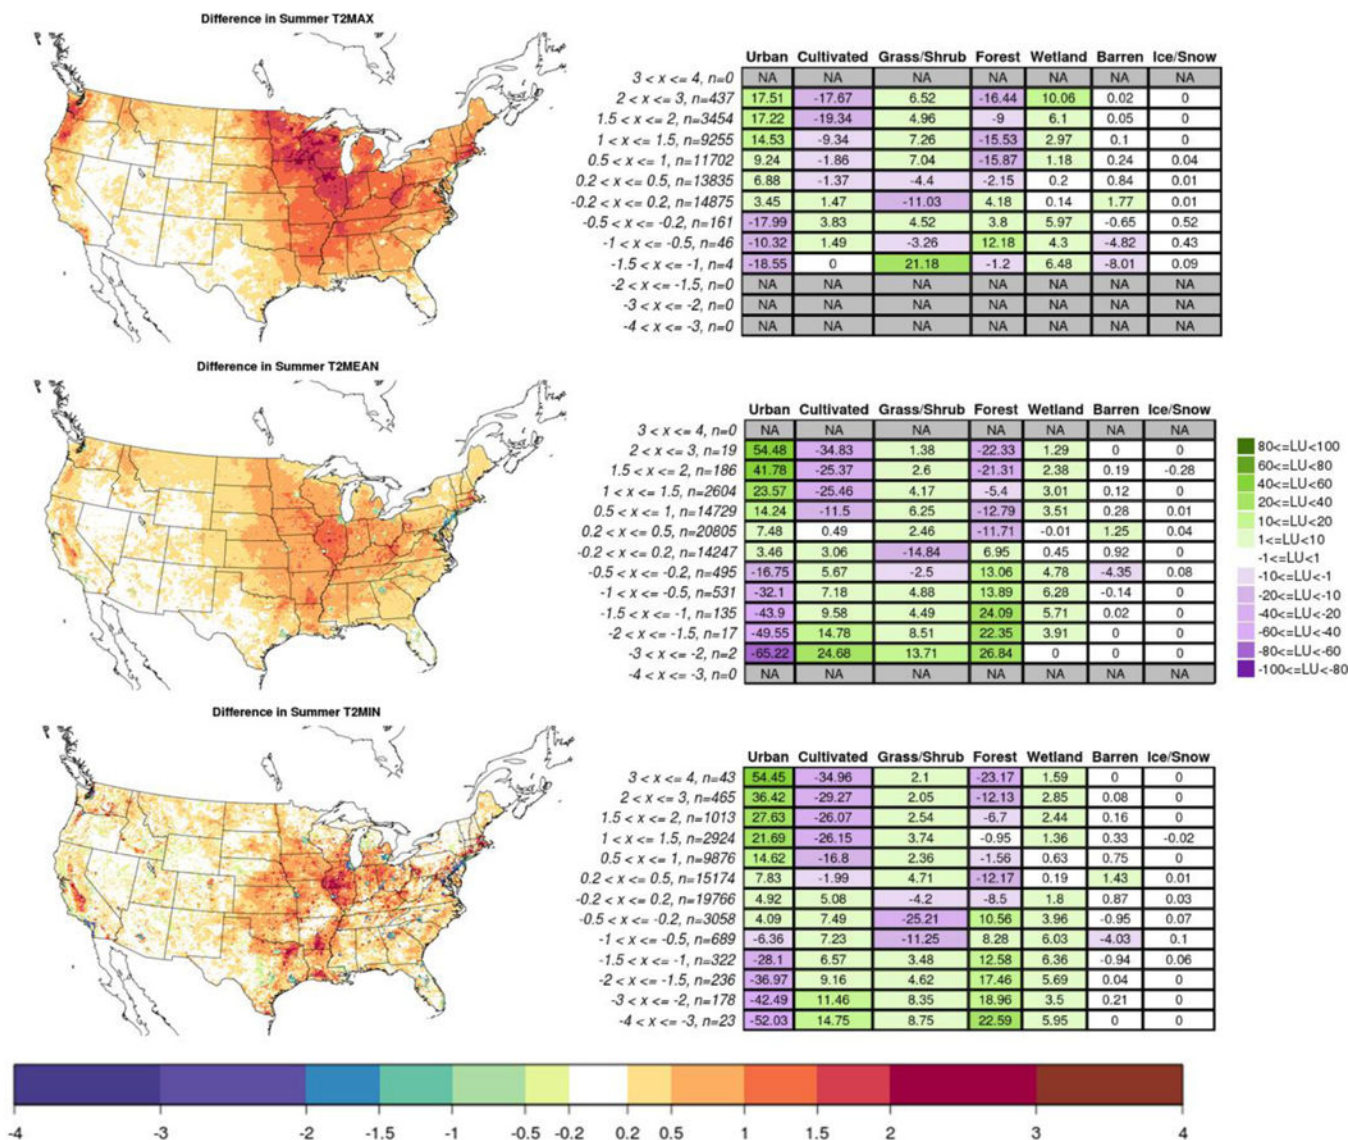 Difference in Summer T2MAX
Urban Cultivated Grass/Shrub Forest Wetland Barren Ice/Snow
3 < x <= 4, n=0 NA NA NA NA NA NA NA
2 < x <= 3, n=437 17.51 -17.67 6.52 -16.44 10.06 0.02 0
1.5 < x <= 2, n=3454 17.22 -19.34 4.96 -9 6.1 0.05 0
1 < x <= 1.5, n=9255 14.53 -9.34 7.26 -15.53 2.97 0.1 0
0.5 < x <= 1, n=11702 9.24 -1.86 7.04 -15.87 1.18 0.24 0.04
0.2 < x <= 0.5, n=13835 6.88 -1.37 -4.4 -2.15 0.2 0.84 0.01
-0.2 < x <= 0.2, n=14875 3.45 1.47 -11.03 4.18 0.14 1.77 0.01
-0.5 < x <= -0.2, n=161 -17.99 3.83 4.52 3.8 5.97 -0.65 0.52
-1 < x <= -0.5, n=46 -10.32 1.49 -3.26 12.18 4.3 -4.82 0.43
-1.5 < x <= -1, n=4 -18.55 0 21.18 -1.2 6.48 -8.01 0.09
-2 < x <= -1.5, n=0 NA NA NA NA NA NA NA
-3 < x <= -2, n=0 NA NA NA NA NA NA NA
-4 < x <= -3, n=0 NA NA NA NA NA NA NA
Difference in Summer T2MEAN
Urban Cultivated Grass/Shrub Forest Wetland Barren Ice/Snow
3 < x <= 4, n=0 NA NA NA NA NA NA NA
2 < x <= 3, n=19 54.48 -34.83 1.38 -22.33 1.29 0 0
1.5 < x <= 2, n=186 41.78 -25.37 2.6 -21.31 2.38 0.19 -0.28
1 < x <= 1.5, n=2604 23.57 -25.46 4.17 -5.4 3.01 0.12 0
0.5 < x <= 1, n=14729 14.24 -11.5 6.25 -12.79 3.51 0.28 0.01
0.2 < x <= 0.5, n=20805 7.48 0.49 2.46 -11.71 -0.01 1.25 0.04
-0.2 < x <= 0.2, n=14247 3.46 3.06 -14.84 6.95 0.45 0.92 0
-0.5 < x <= -0.2, n=495 -16.75 5.67 -2.5 13.06 4.78 -4.35 0.08
-1 < x <= -0.5, n=531 -32.1 7.18 4.88 13.89 6.28 -0.14 0
-1.5 < x <= -1, n=135 -43.9 9.58 4.49 24.09 5.71 0.02 0
-2 < x <= -1.5, n=17 -49.55 14.78 8.51 22.35 3.91 0 0
-3 < x <= -2, n=2 -65.22 24.68 13.71 26.84 0 0 0
-4 < x <= -3, n=0 NA NA NA NA NA NA NA
80<=LU<100
60<=LU<80
40<=LU<60
20<=LU<40
10<=LU<20
1<=LU<10
-1<=LU<1
-10<=LU<-1
-20<=LU<-10
-40<=LU<-20
-60<=LU<-40
-80<=LU<-60
-100<=LU<-80
Difference in Summer T2MIN
Urban Cultivated Grass/Shrub Forest Wetland Barren Ice/Snow
3 < x <= 4, n=43 54.45 -34.96 2.1 -23.17 1.59 0 0
2 < x <= 3, n=465 36.42 -29.27 2.05 -12.13 2.85 0.08 0
1.5 < x <= 2, n=1013 27.63 -26.07 2.54 -6.7 2.44 0.16 0
1 < x <= 1.5, n=2924 21.69 -26.15 3.74 -0.95 1.36 0.33 -0.02
0.5 < x <= 1, n=9876 14.62 -16.8 2.36 -1.56 0.63 0.75 0
0.2 < x <= 0.5, n=15174 7.83 -1.99 4.71 -12.17 0.19 1.43 0.01
-0.2 < x <= 0.2, n=19766 4.92 5.08 -4.2 -8.5 1.8 0.87 0.03
-0.5 < x <= -0.2, n=3058 4.09 7.49 -25.21 10.56 3.96 -0.95 0.07
-1 < x <= -0.5, n=689 -6.36 7.23 -11.25 8.28 6.03 -4.03 0.1
-1.5 < x <= -1, n=322 -28.1 6.57 3.48 12.58 6.36 -0.94 0.06
-2 < x <= -1.5, n=236 -36.97 9.16 4.62 17.46 5.69 0.04 0
-3 < x <= -2, n=178 -42.49 11.46 8.35 18.96 3.5 0.21 0
-4 < x <= -3, n=23 -52.03 14.75 8.75 22.59 5.95 0 0
-4 -3 -2 -1.5 -1 -0.5 -0.2 0.2 0.5 1 1.5 2 3 4